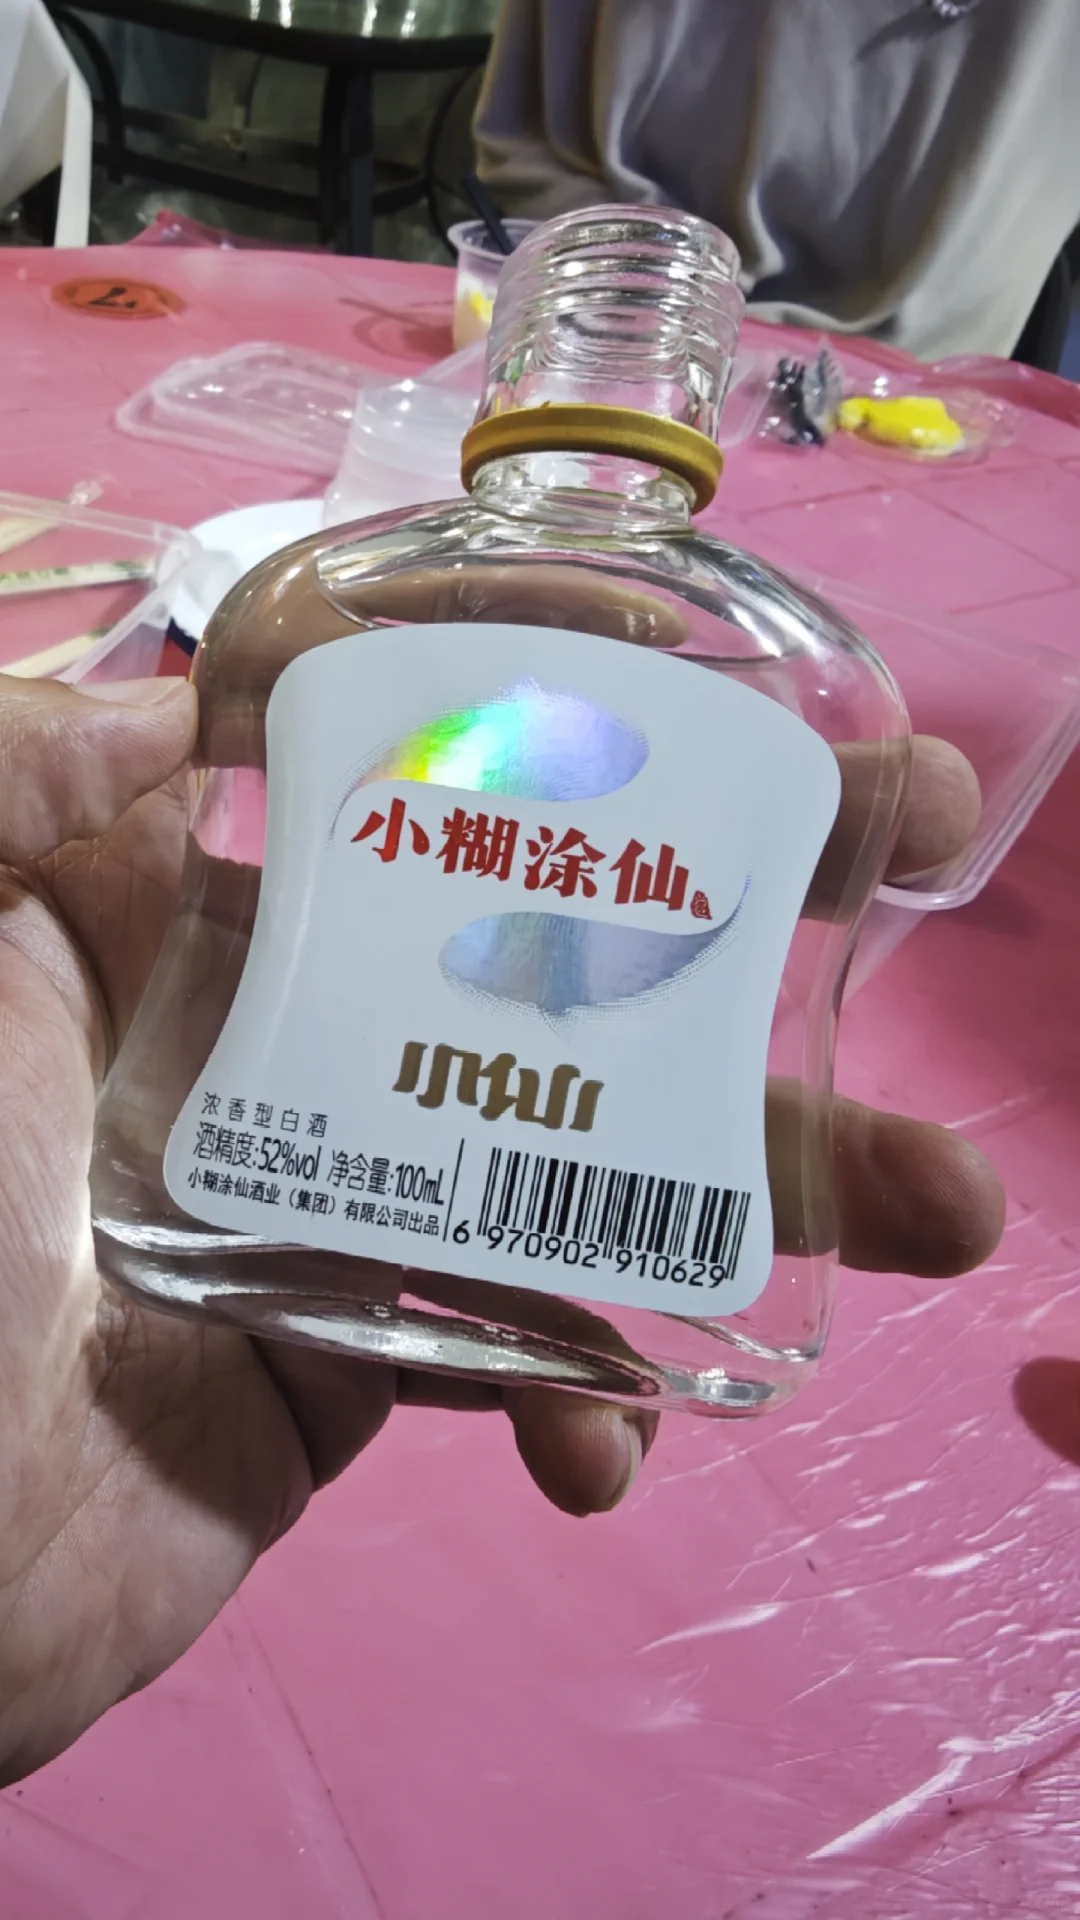 小糊涂仙
小仙
浓香型白酒
酒精度:52%vol 净含量:100mL
小糊涂仙酒业（集团）有限公司出品
6 970902 910629